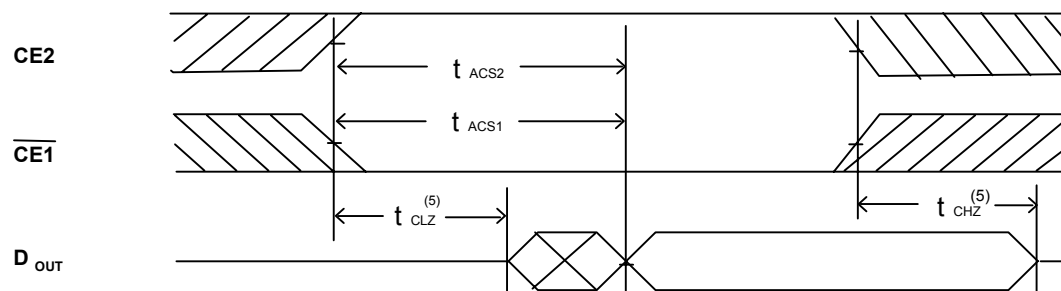 CE2
t ACS2
t ACS1
CE1
t CLZ (5)
t CHZ (5)
D OUT